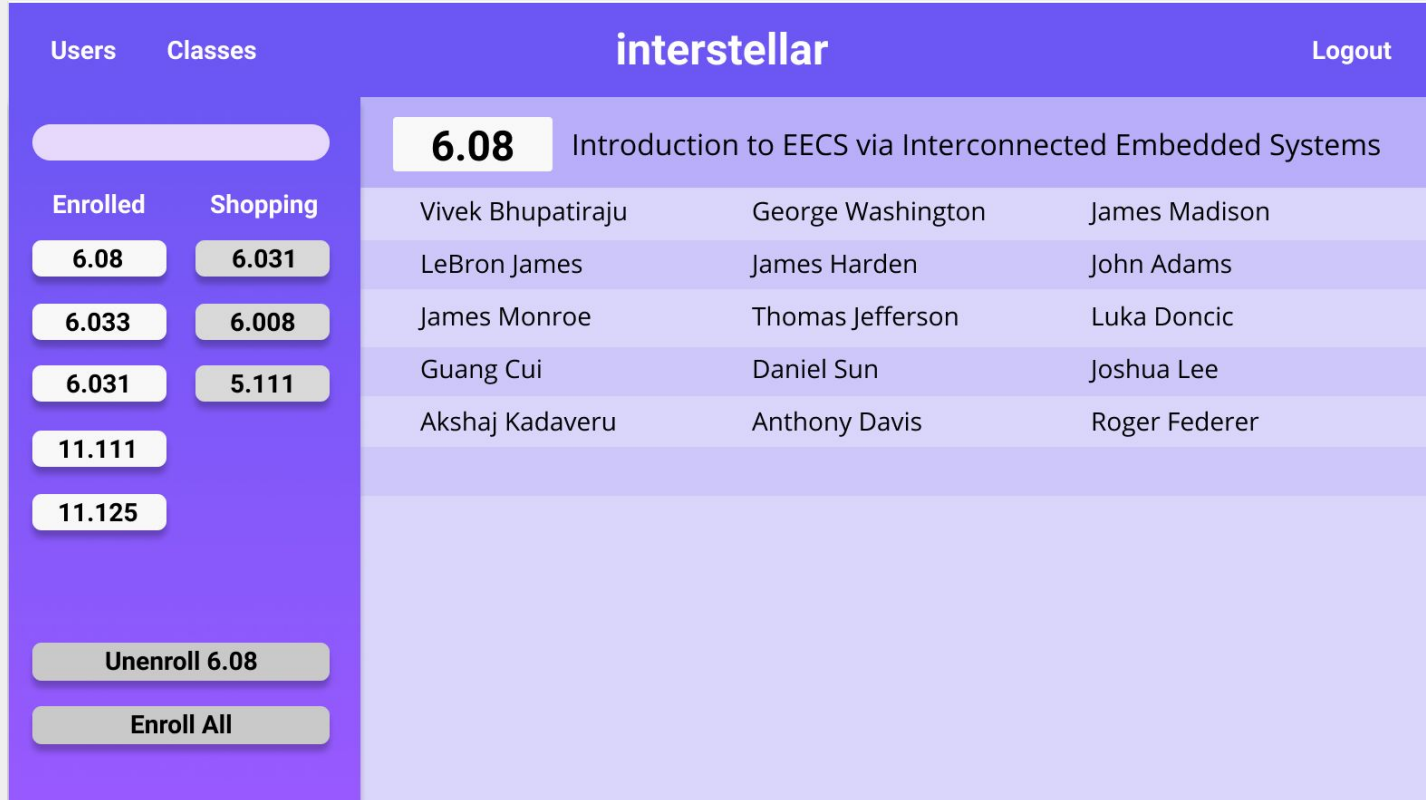 Users Classes interstellar Logout
6.08 Introduction to EECS via Interconnected Embedded Systems
Enrolled Shopping
6.08 6.031
6.033 6.008
6.031 5.111
11.111
11.125
Unenroll 6.08
Enroll All
Vivek Bhupatiraju George Washington James Madison
LeBron James James Harden John Adams
James Monroe Thomas Jefferson Luka Doncic
Guang Cui Daniel Sun Joshua Lee
Akshaj Kadaveru Anthony Davis Roger Federer